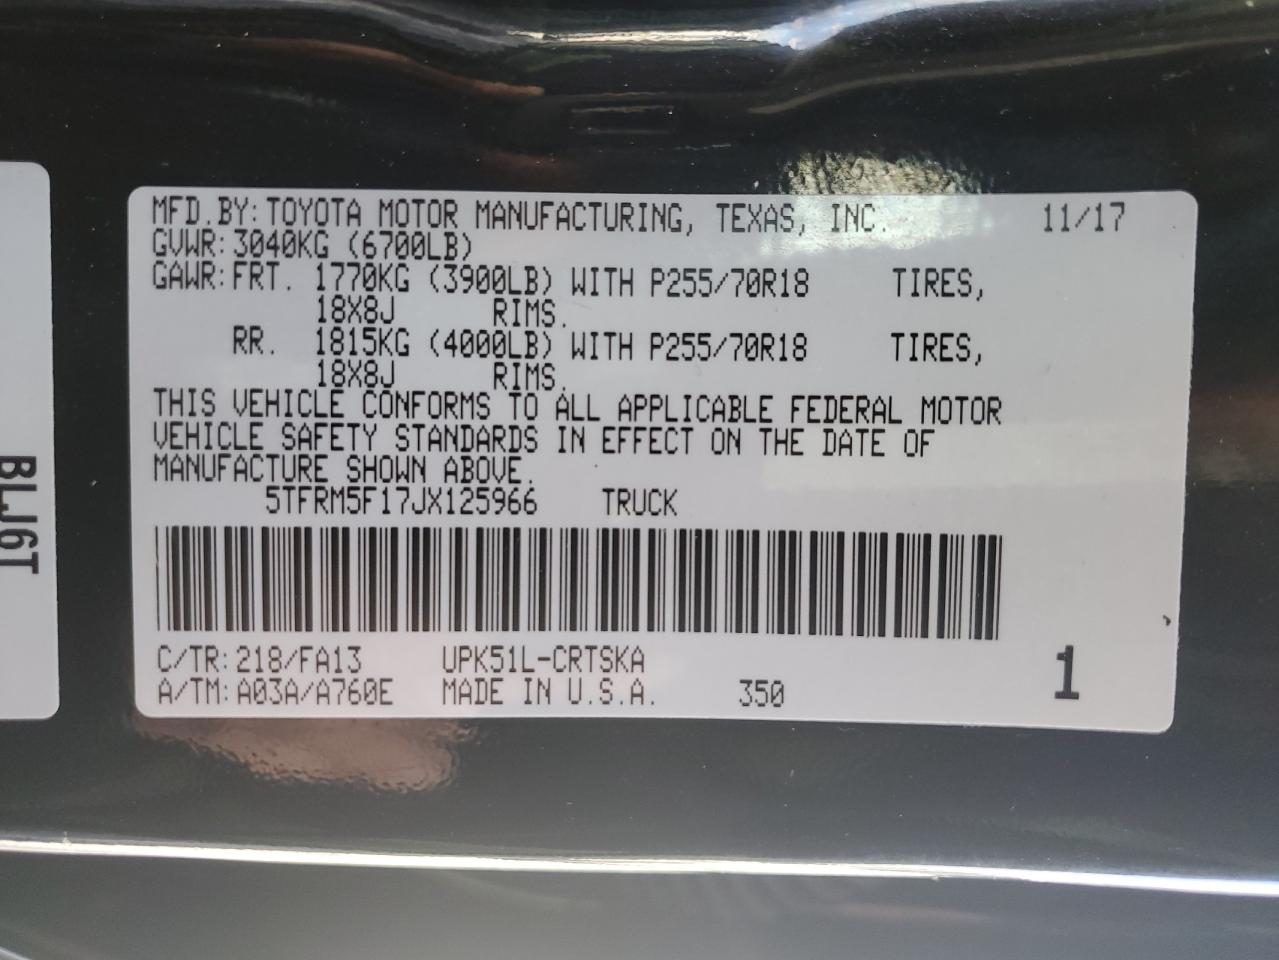 MFD.BY:TOYOTA MOTOR MANUFACTURING, TEXAS, INC. 11/17
GVWR:3040KG (6700LB)
GAWR:FRT. 1770KG (3900LB) WITH P255/70R18 TIRES,
18X8J RIMS.
RR. 1815KG (4000LB) WITH P255/70R18 TIRES,
18X8J RIMS.
THIS VEHICLE CONFORMS TO ALL APPLICABLE FEDERAL MOTOR
VEHICLE SAFETY STANDARDS IN EFFECT ON THE DATE OF
MANUFACTURE SHOWN ABOVE.
5TFRM5F17JX125966 TRUCK
C/TR:218/FA13 UPK51L-CRTSKA
A/TM:A03A/A760E MADE IN U.S.A. 350
1
BLJ6T